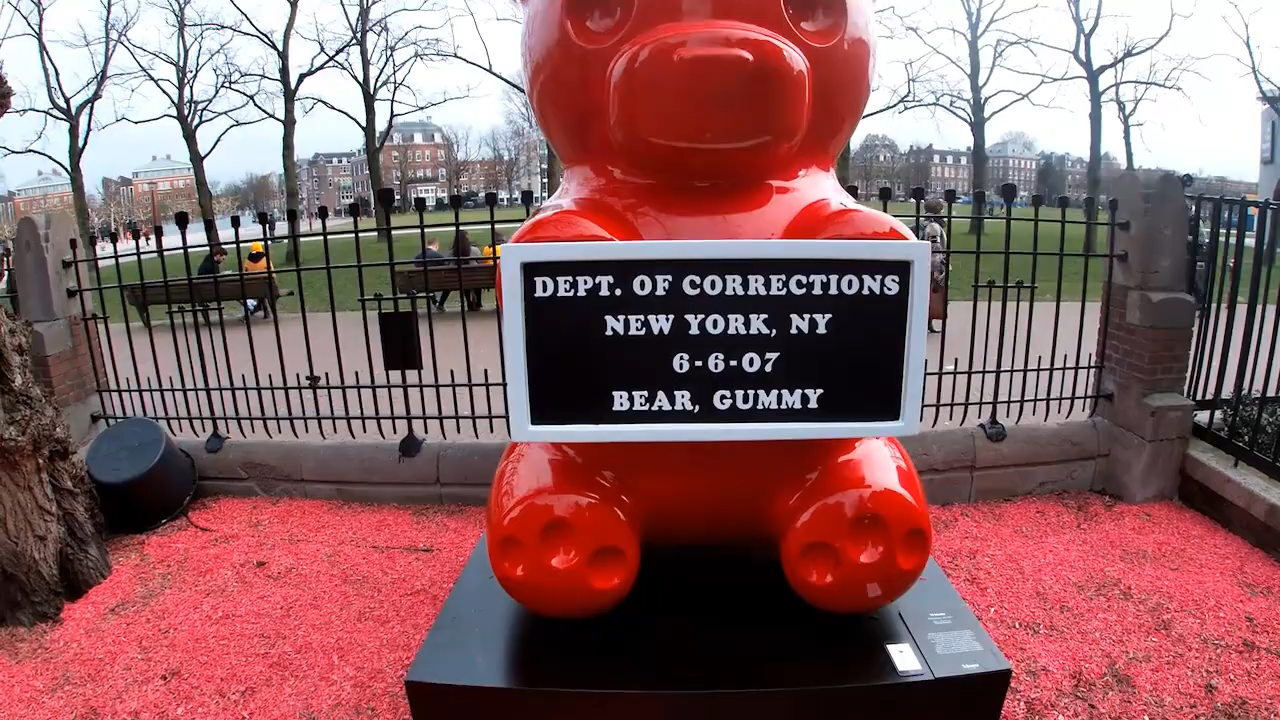 DEPT. OF CORRECTIONS
NEW YORK, NY
6-6-07
BEAR, GUMMY